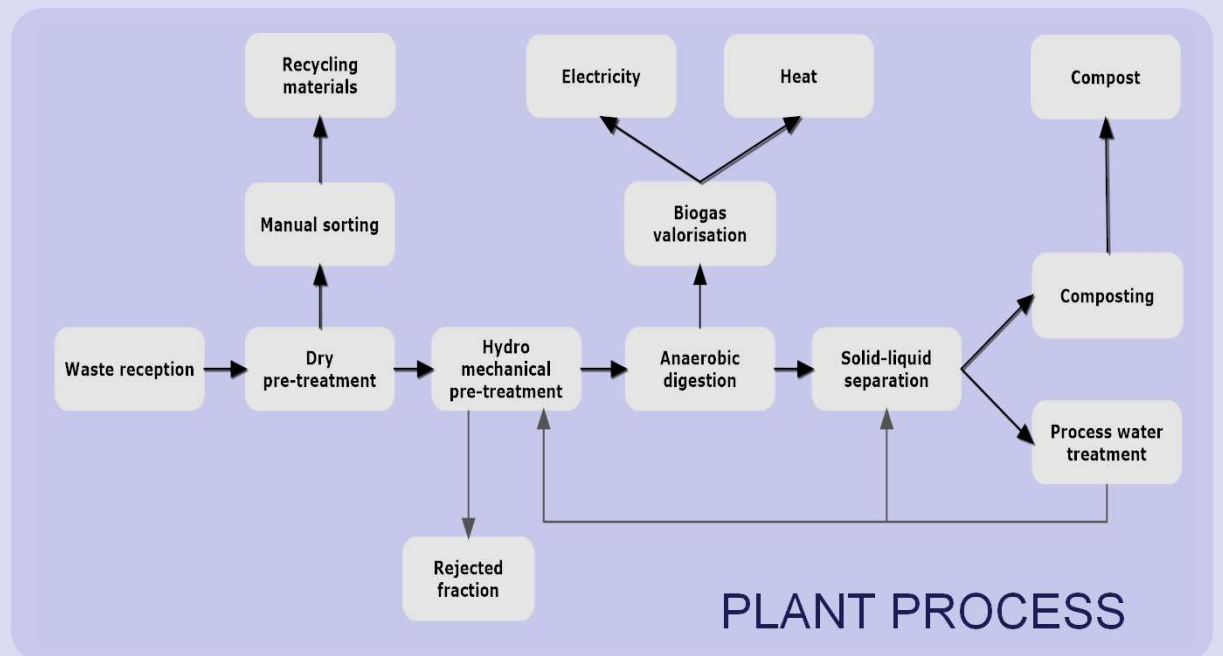 Recycling
materials
Electricity
Heat
Compost
Manual sorting
Biogas
valorisation
Composting
Waste reception
Dry
pre-treatment
Hydro
mechanical
pre-treatment
Anaerobic
digestion
Solid-liquid
separation
Process water
treatment
Rejected
fraction
PLANT PROCESS